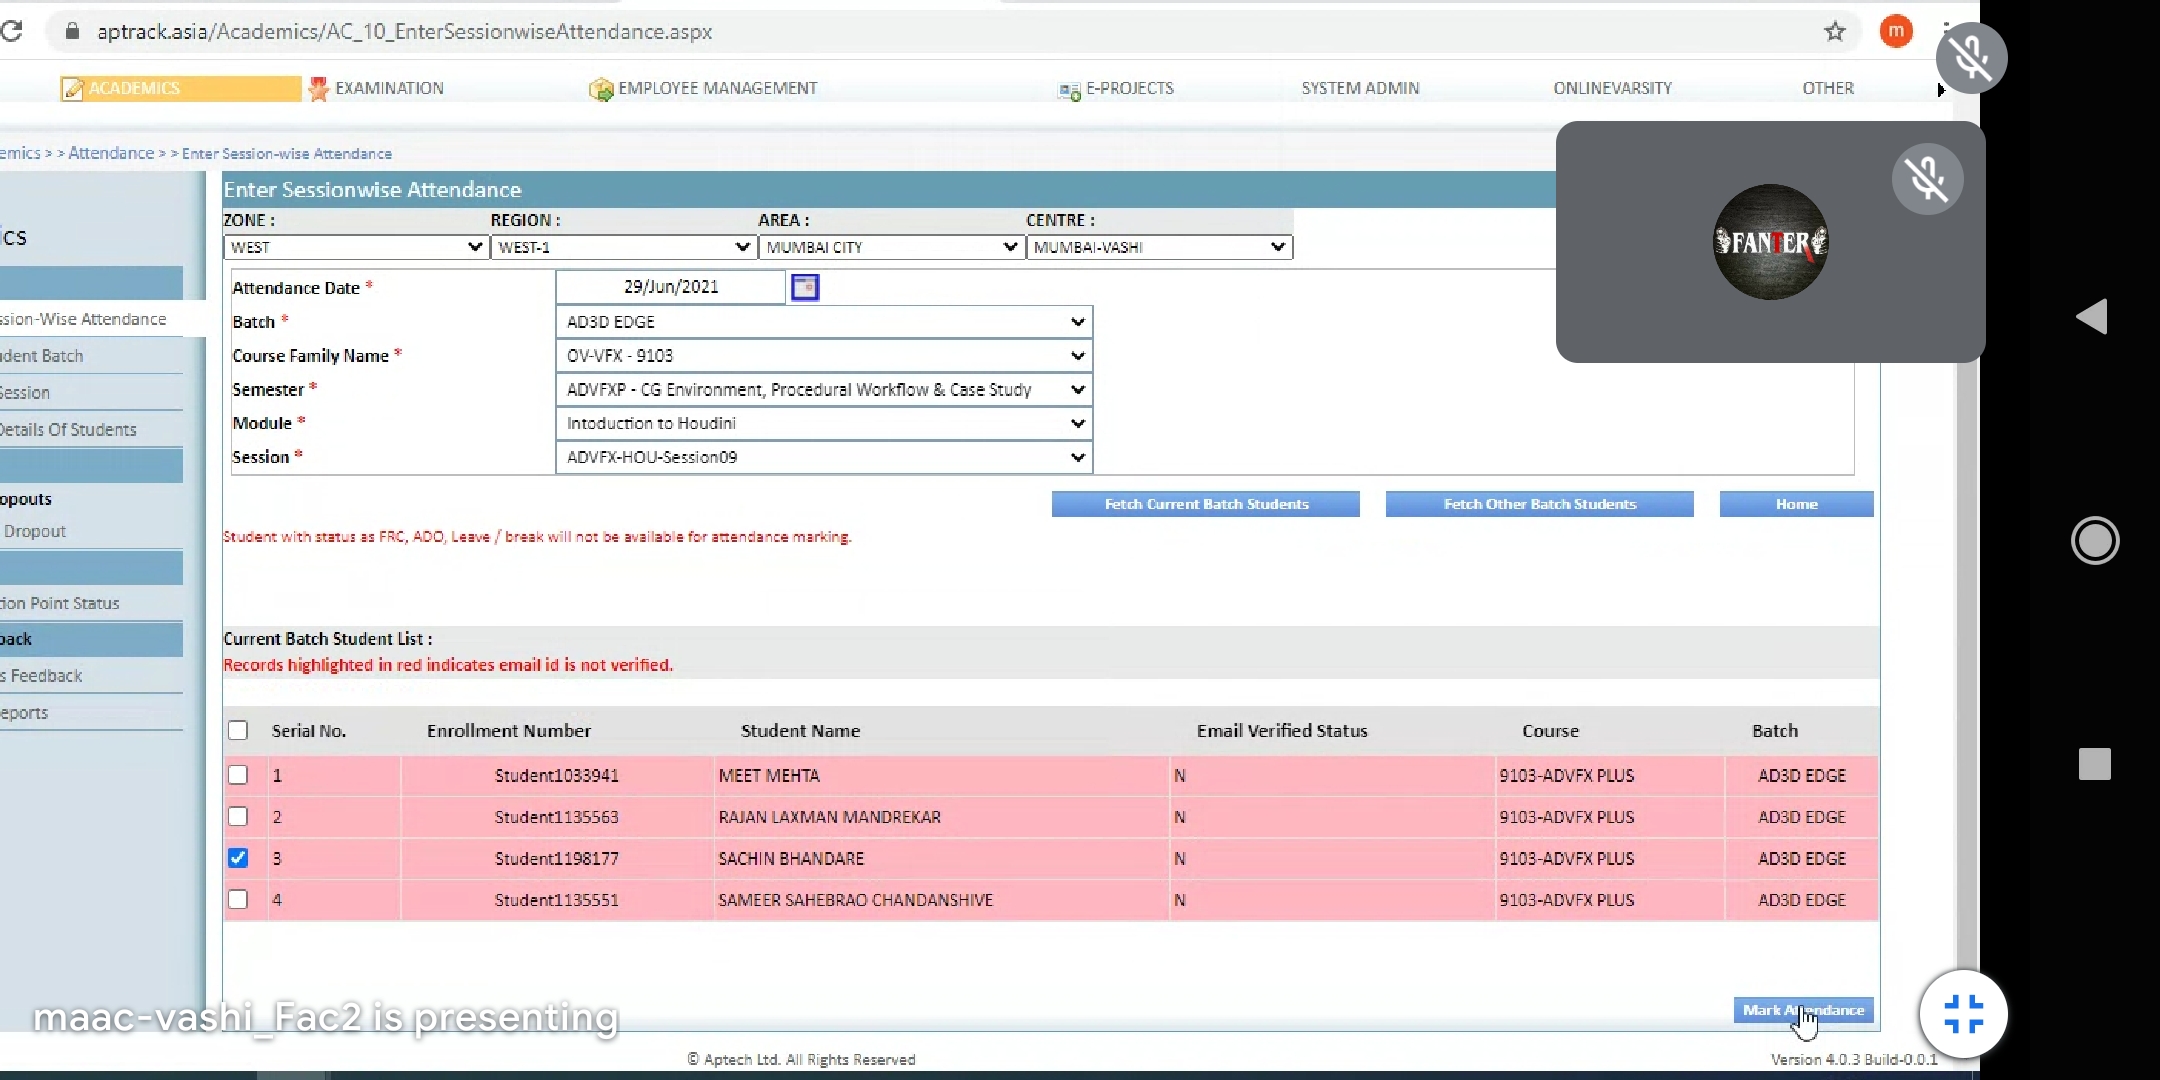 aptrack.asia/Academics/AC_10_EnterSessionwiseAttendance.aspx
m
ACADEMICS EXAMINATION EMPLOYEE MANAGEMENT E-PROJECTS SYSTEM ADMIN ONLINEVARSITY OTHER
emics > > Attendance > > Enter Session-wise Attendance
Enter Sessionwise Attendance
ZONE : REGION : AREA : CENTRE :
WEST WEST-1 MUMBAI CITY MUMBAI-VASHI
FANTER
ics
Attendance Date * 29/Jun/2021
ssion-Wise Attendance
Batch * AD3D EDGE
udent Batch
Course Family Name * OV-VFX - 9103
Session
Semester * ADVFXP - CG Environment, Procedural Workflow & Case Study
Details Of Students
Module * Intoduction to Houdini
Session * ADVFX-HOU-Session09
opouts
Fetch Current Batch Students Fetch Other Batch Students Home
Dropout
Student with status as FRC, ADO, Leave / break will not be available for attendance marking.
tion Point Status
back
Current Batch Student List :
Records highlighted in red indicates email id is not verified.
s Feedback
eports
Serial No. Enrollment Number Student Name Email Verified Status Course Batch
1 Student1033941 MEET MEHTA N 9103-ADVFX PLUS AD3D EDGE
2 Student1135563 RAJAN LAXMAN MANDREKAR N 9103-ADVFX PLUS AD3D EDGE
3 Student1198177 SACHIN BHANDARE N 9103-ADVFX PLUS AD3D EDGE
4 Student1135551 SAMEER SAHEBRAO CHANDANSHIVE N 9103-ADVFX PLUS AD3D EDGE
Mark Attendance
maac-vashi_Fac2 is presenting
© Aptech Ltd. All Rights Reserved
Version 4.0.3 Build-0.0.1